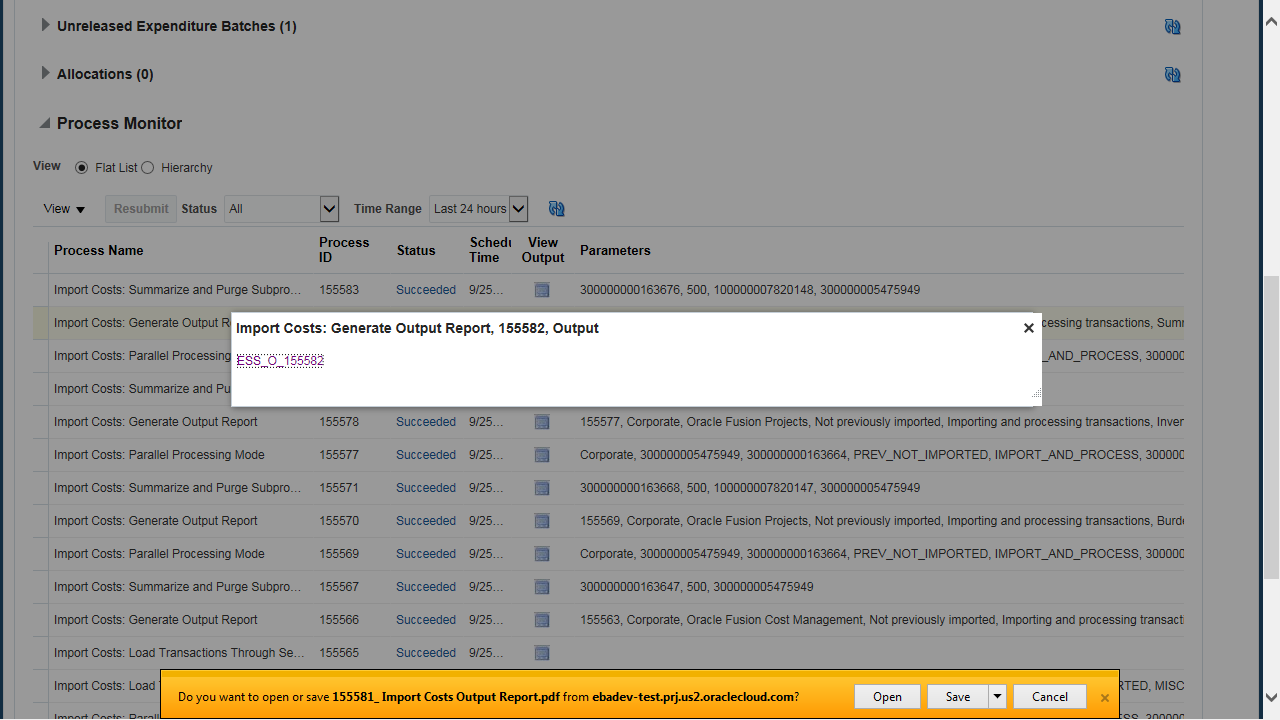 Unreleased Expenditure Batches (1)
Allocations (0)
Process Monitor
View Flat List Hierarchy
View Resubmit Status All Time Range Last 24 hours
Process Name Process ID Status Schedu Time View Output Parameters
Import Costs: Summarize and Purge Subpro... 155583 Succeeded 9/25... 300000000163676, 500, 100000007820148, 300000005475949
Import Costs: Generate Output R cessing transactions, Sum
Import Costs: Generate Output Report, 155582, Output
Import Costs: Parallel Processing _AND_PROCESS, 30000
ESS_O_155582
Import Costs: Summarize and Pu
Import Costs: Generate Output Report 155578 Succeeded 9/25... 155577, Corporate, Oracle Fusion Projects, Not previously imported, Importing and processing transactions, Inver
Import Costs: Parallel Processing Mode 155577 Succeeded 9/25... Corporate, 300000005475949, 300000000163664, PREV_NOT_IMPORTED, IMPORT_AND_PROCESS, 30000
Import Costs: Summarize and Purge Subpro... 155571 Succeeded 9/25... 300000000163668, 500, 100000007820147, 300000005475949
Import Costs: Generate Output Report 155570 Succeeded 9/25... 155569, Corporate, Oracle Fusion Projects, Not previously imported, Importing and processing transactions, Burde
Import Costs: Parallel Processing Mode 155569 Succeeded 9/25... Corporate, 300000005475949, 300000000163664, PREV_NOT_IMPORTED, IMPORT_AND_PROCESS, 30000
Import Costs: Summarize and Purge Subpro... 155567 Succeeded 9/25... 300000000163647, 500, 300000005475949
Import Costs: Generate Output Report 155566 Succeeded 9/25... 155563, Corporate, Oracle Fusion Cost Management, Not previously imported, Importing and processing transacti
Import Costs: Load Transactions Through Se... 155565 Succeeded 9/25...
Import Costs: Load RTED, MISC
Do you want to open or save 155581_ Import Costs Output Report.pdf from ebadev-test.prj.us2.oraclecloud.com? Open Save Cancel